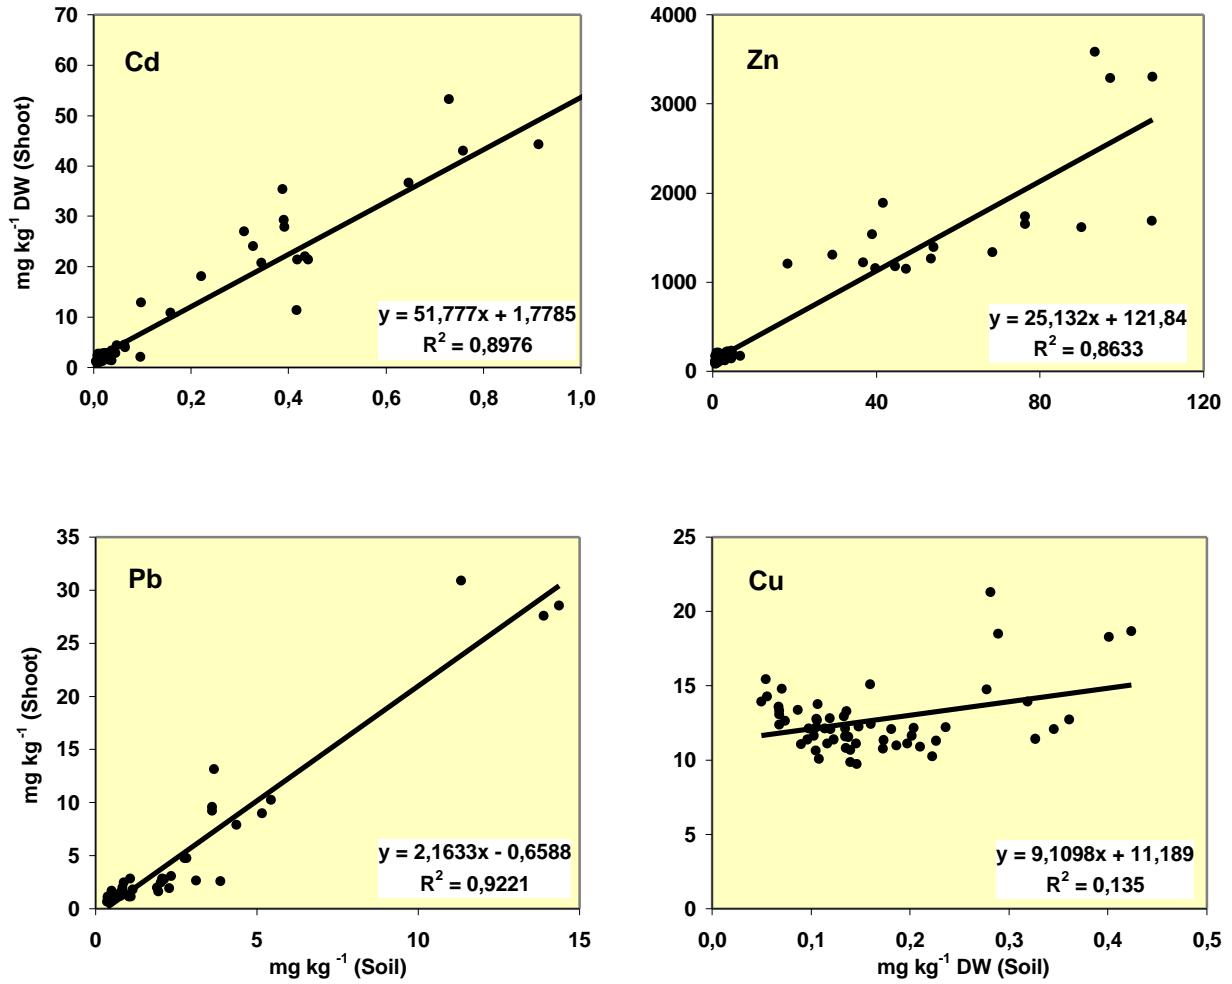 Cd
mg kg-1 DW (Shoot)
70
60
50
40
30
20
10
0
0,0 0,2 0,4 0,6 0,8 1,0
y = 51,777x + 1,7785
R2 = 0,8976
Zn
4000
3000
2000
1000
0
0 40 80 120
y = 25,132x + 121,84
R2 = 0,8633
Pb
mg kg-1 (Shoot)
35
30
25
20
15
10
5
0
0 5 10 15
y = 2,1633x - 0,6588
R2 = 0,9221
mg kg -1 (Soil)
Cu
25
20
15
10
5
0
0,0 0,1 0,2 0,3 0,4 0,5
y = 9,1098x + 11,189
R2 = 0,135
mg kg-1 DW (Soil)